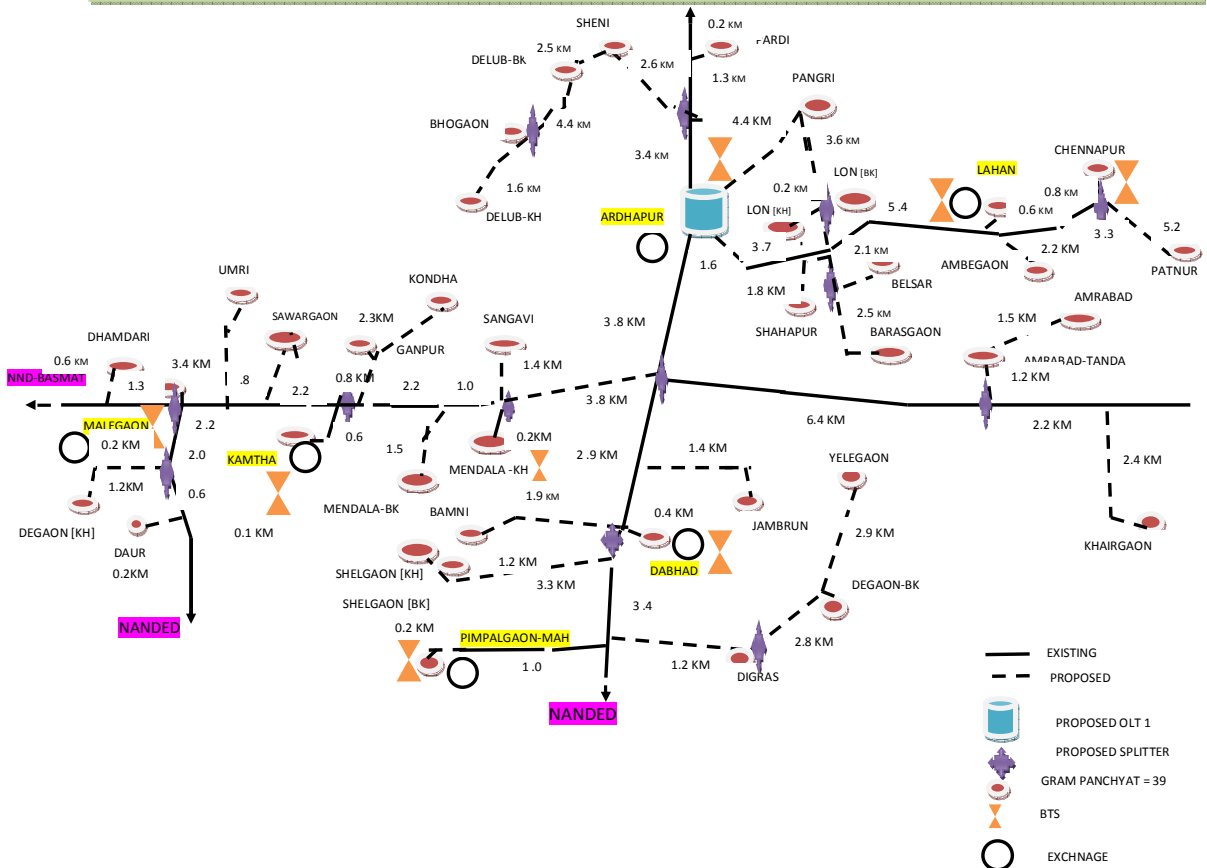 SHENI
0.2 KM
2.5 KM
DELUB-BK
2.6 KM
1.3 KM
PANGRI
BHOGAON
4.4 KM
4.4 KM
3.6 KM
3.4 KM
CHENNAPUR
LON [BK]
LAHAN
1.6 KM
0.2 KM
0.8 KM
DELUB-KH
ARDHAPUR
LON [KH]
5.4
0.6 KM
5.2
3.7
3.3
1.6
2.1 KM
2.2 KM
PATNUR
AMBEGAON
UMRI
KONDHA
1.8 KM
BELSAR
AMRABAD
2.5 KM
2.3KM
SANGAVI
3.8 KM
SHAHAPUR
BARASGAON
1.5 KM
SAWARGAON
DHAMDARI
GANPUR
AMRABAD-TANDA
0.6 KM
3.4 KM
1.4 KM
1.2 KM
NND-BASMAT
1.3
.8
2.2
0.8 KM
2.2
1.0
3.8 KM
6.4 KM
2.2 KM
MALEGAON
2.2
0.6
0.2KM
0.2 KM
2.0
KAMTHA
1.5
MENDALA -KH
2.9 KM
1.4 KM
YELEGAON
2.4 KM
1.2KM
0.6
1.9 KM
MENDALA-BK
BAMNI
0.4 KM
JAMBRUN
DEGAON [KH]
0.1 KM
2.9 KM
KHAIRGAON
DAUR
1.2 KM
DABHAD
0.2KM
SHELGAON [KH]
3.3 KM
DEGAON-BK
SHELGAON [BK]
3.4
NANDED
0.2 KM
PIMPALGAON-MAH
2.8 KM
1.0
1.2 KM
DIGRAS
NANDED
EXISTING
PROPOSED
PROPOSED OLT 1
PROPOSED SPLITTER
GRAM PANCHYAT = 39
BTS
EXCHNAGE